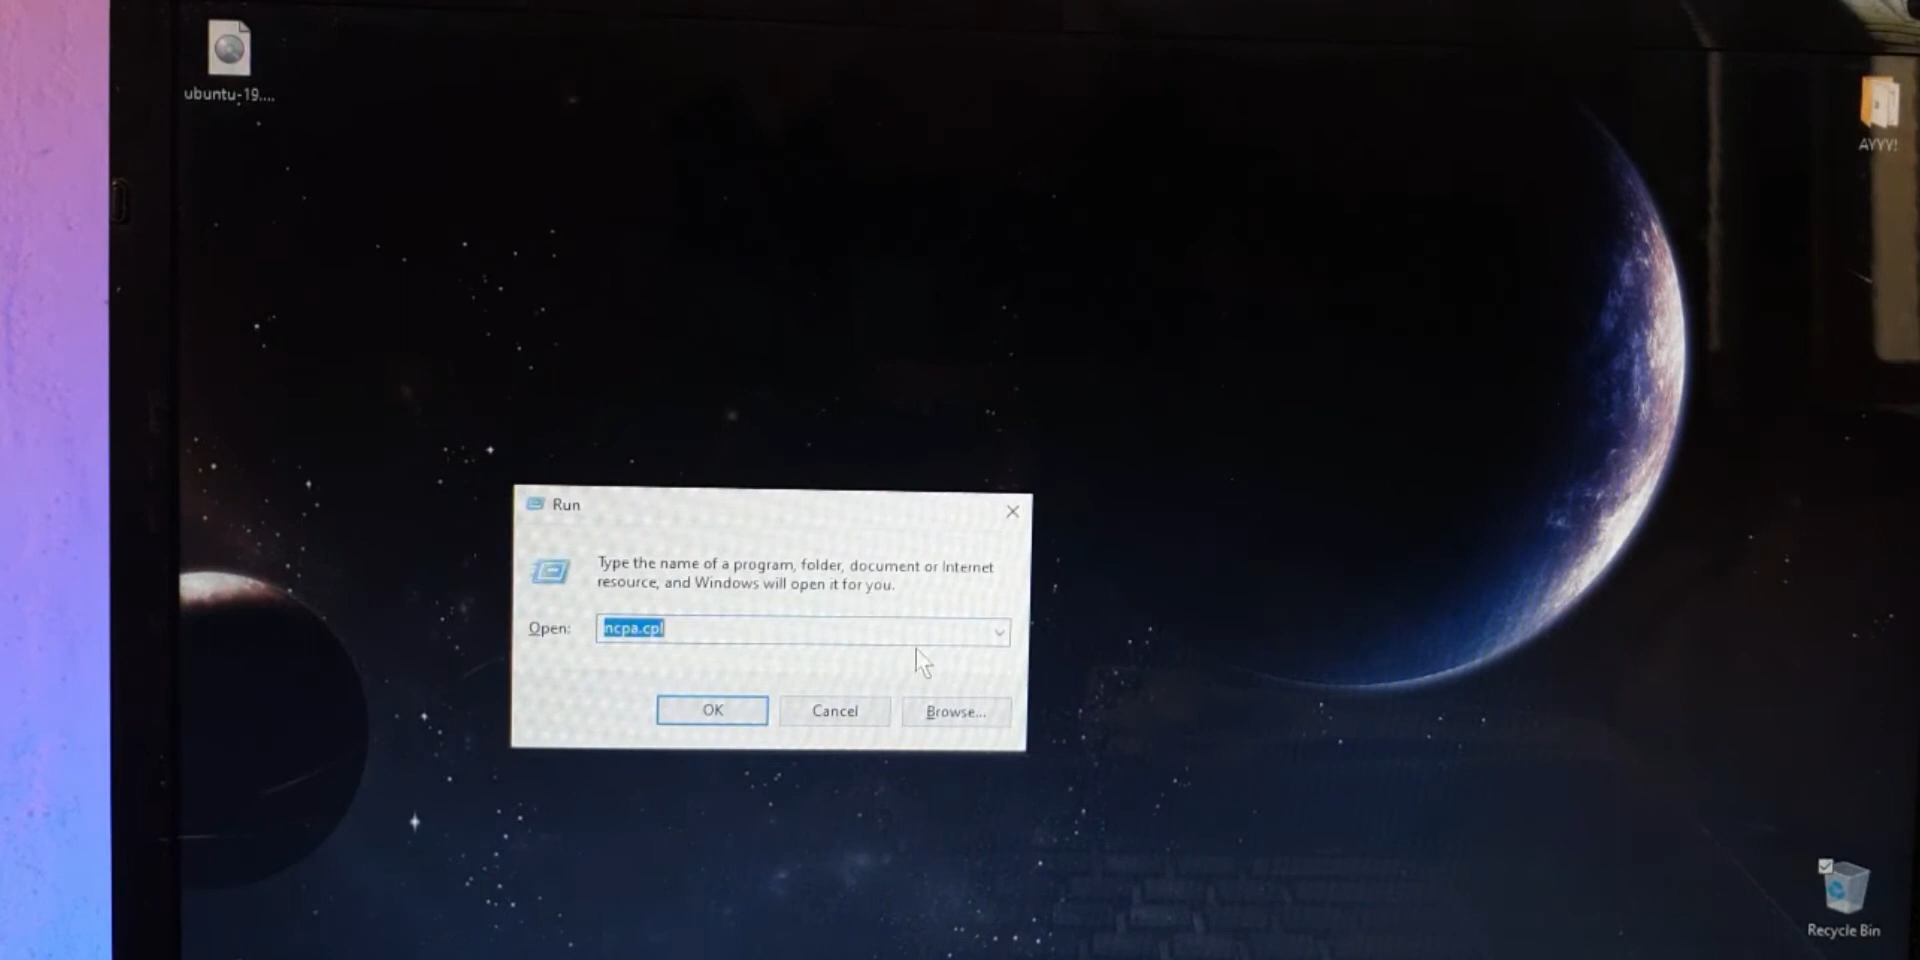 ubuntu-19....
AYYY!
Run
Type the name of a program, folder, document or Internet
resource, and Windows will open it for you.
Open: ncpa.cpl
OK Cancel Browse...
Recycle Bin